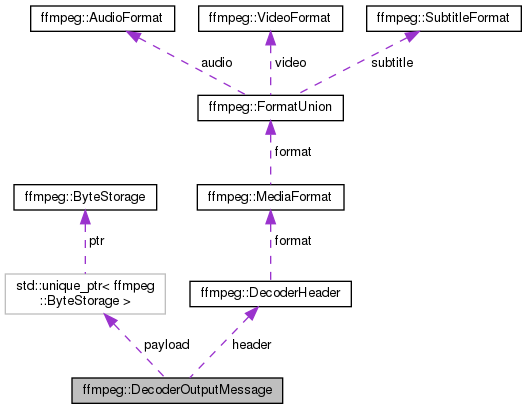 ffmpeg::AudioFormat
ffmpeg::VideoFormat
ffmpeg::SubtitleFormat
audio
video
subtitle
ffmpeg::FormatUnion
format
ffmpeg::ByteStorage
ffmpeg::MediaFormat
ptr
format
std::unique_ptr< ffmpeg
::ByteStorage >
ffmpeg::DecoderHeader
payload
header
ffmpeg::DecoderOutputMessage